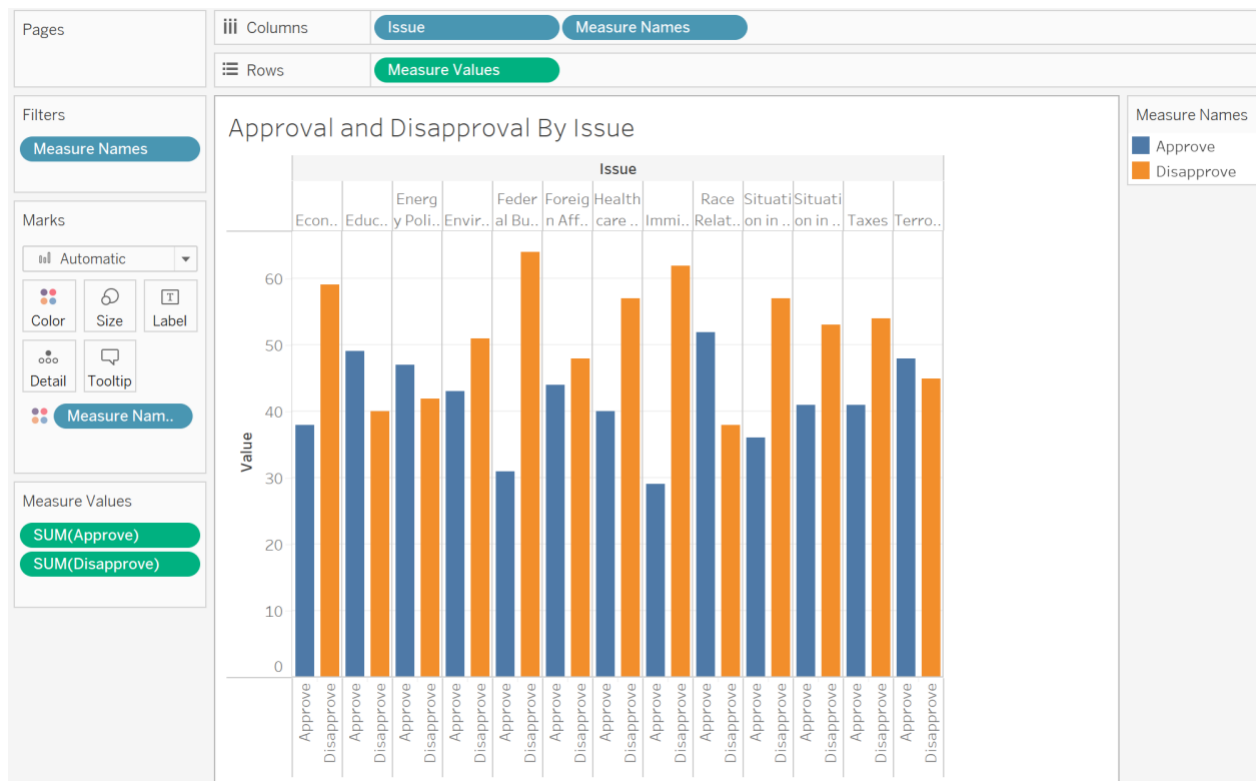 Pages
Columns
Issue
Measure Names
Rows
Measure Values
Filters
Measure Names
Marks
Automatic
Color
Size
Label
Detail
Tooltip
Measure Nam..
Measure Values
SUM(Approve)
SUM(Disapprove)
Approval and Disapproval By Issue
Issue
Econ..
Educ..
Energ
y Poli..
Envir..
Feder
al Bu..
Foreig
n Aff..
Health
care ..
Immi..
Race
Relat..
Situati
on in ..
Situati
on in ..
Taxes
Terro..
Value
60
50
40
30
20
10
0
Approve
Disapprove
Approve
Disapprove
Approve
Disapprove
Approve
Disapprove
Approve
Disapprove
Approve
Disapprove
Approve
Disapprove
Approve
Disapprove
Approve
Disapprove
Approve
Disapprove
Approve
Disapprove
Approve
Disapprove
Approve
Disapprove
Measure Names
Approve
Disapprove